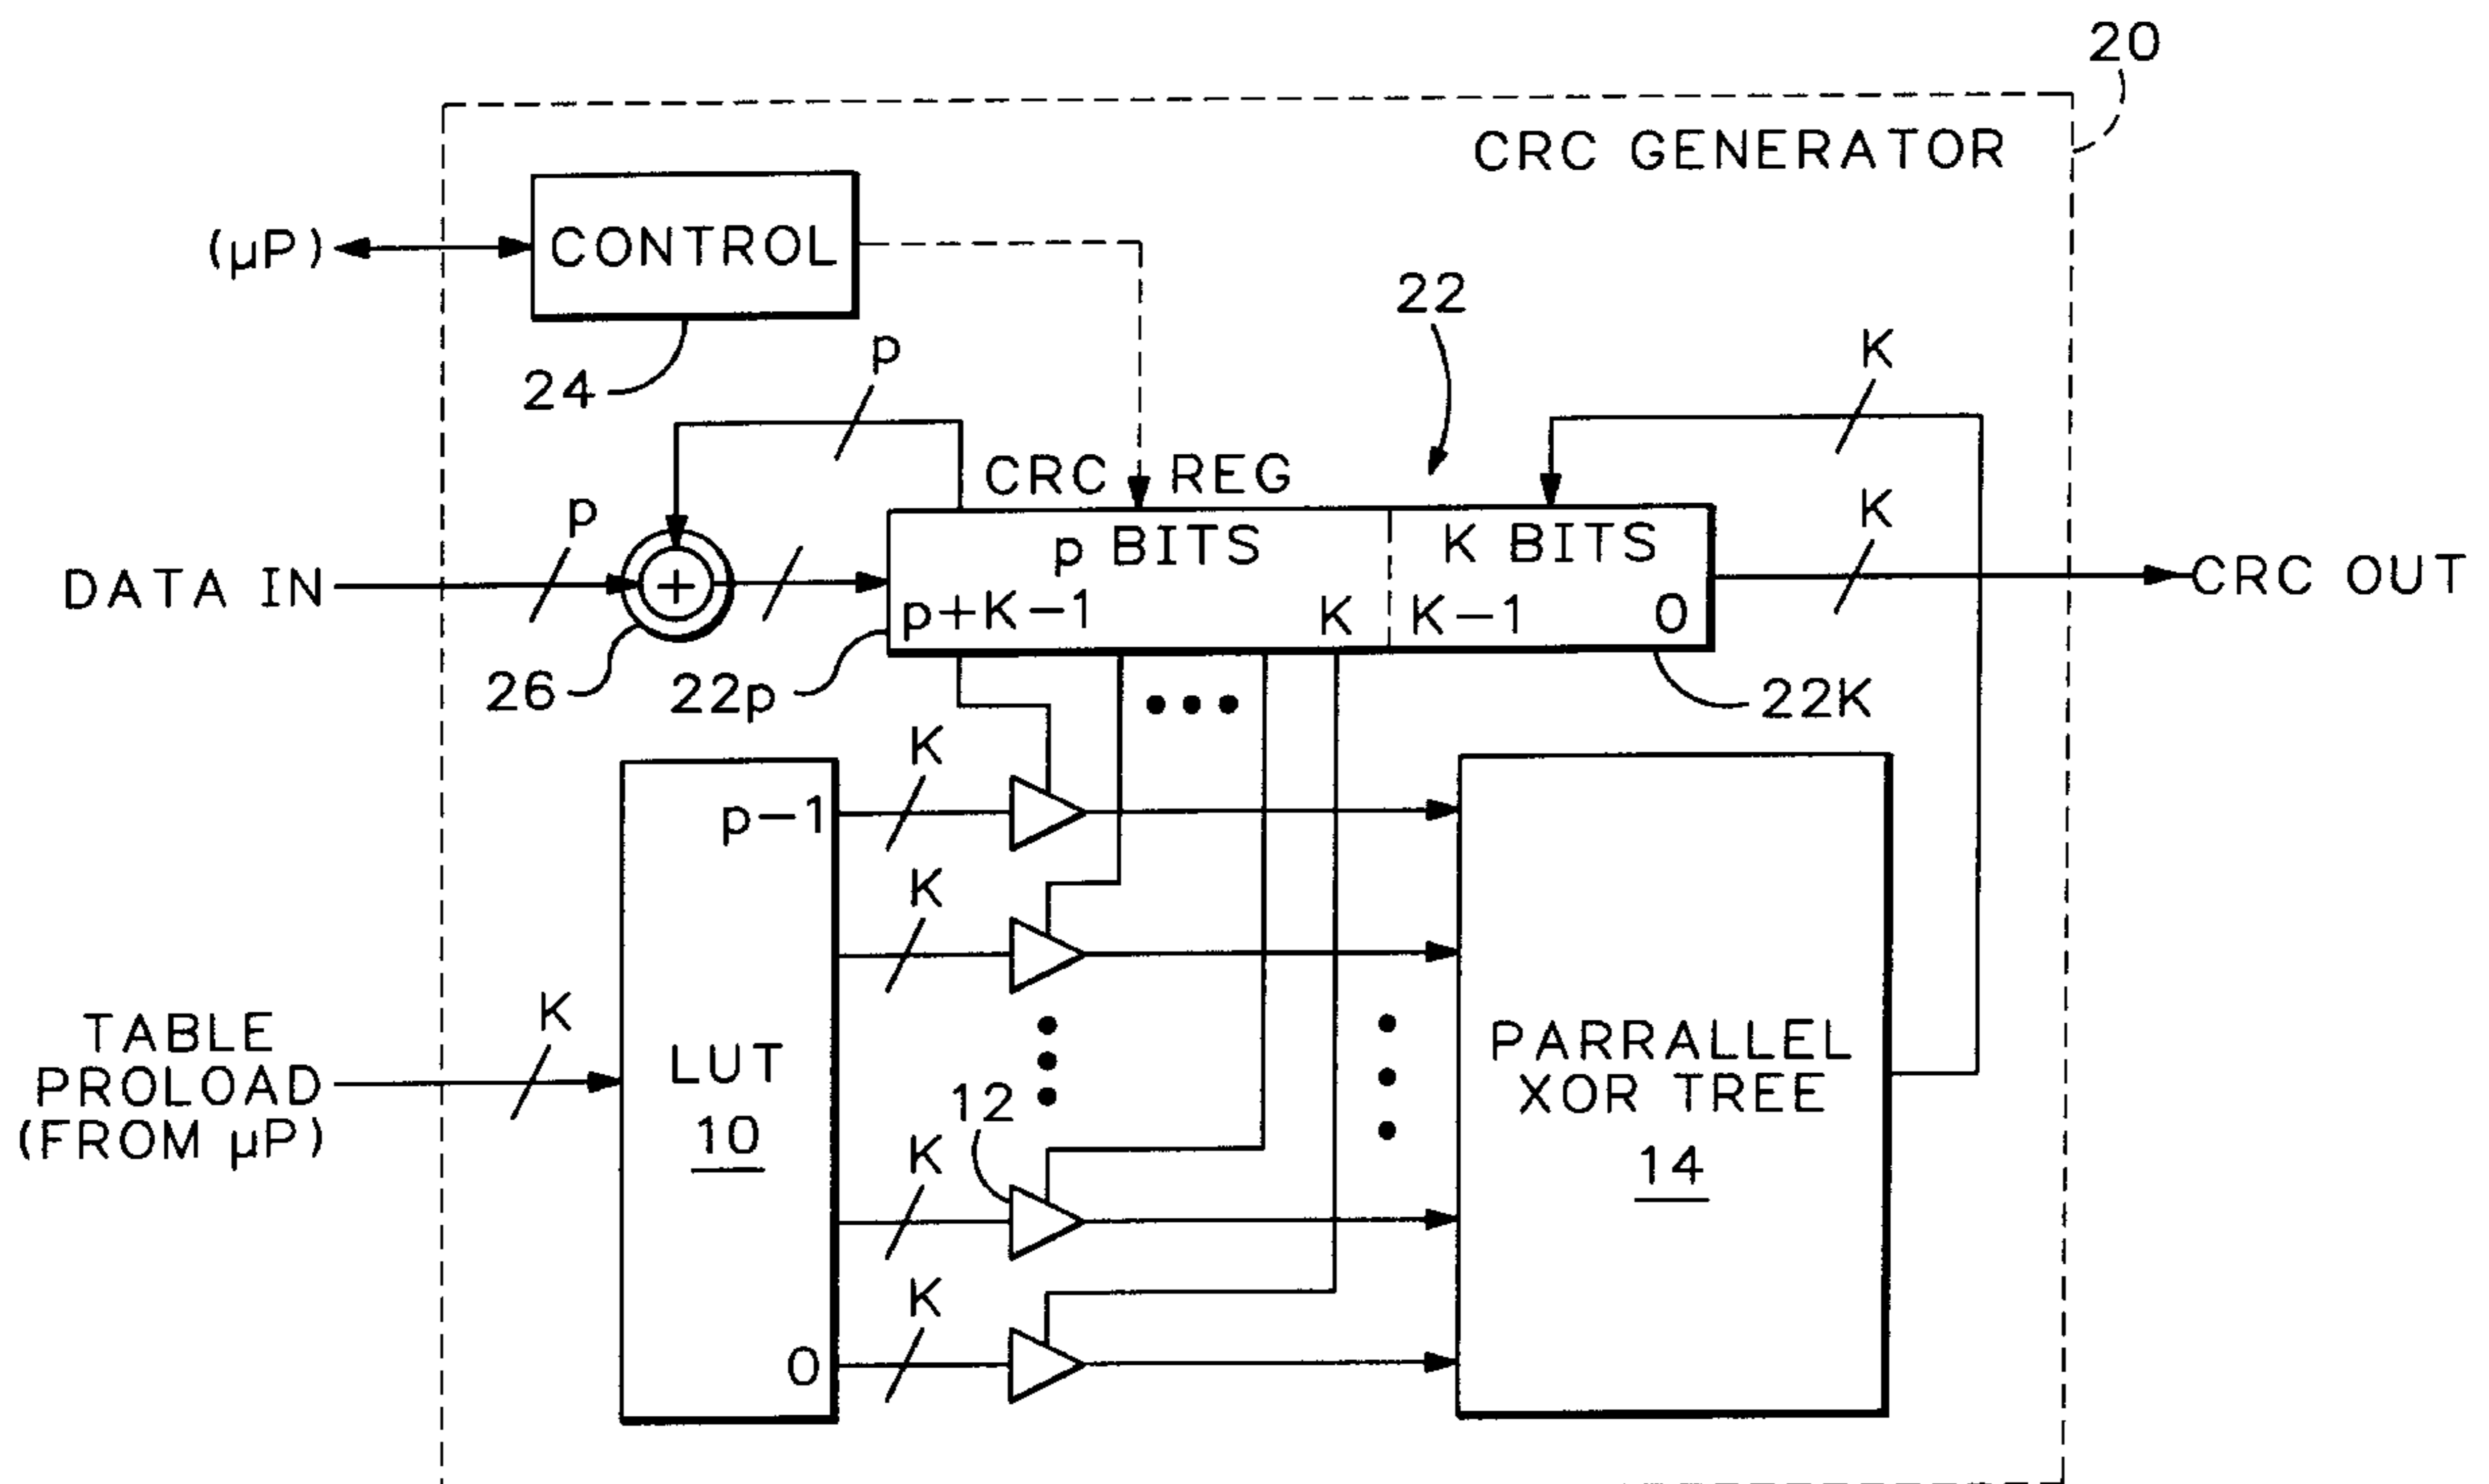 20
CRC GENERATOR
(µP)
CONTROL
24
22
p
K
CRC REG
p
K
DATA IN
+
p BITS
K BITS
p+K-1
K
K-1
0
CRC OUT
26
22p
22K
K
p-1
K
TABLE
PROLOAD
(FROM µP)
K
LUT
10
12
PARRALLEL
XOR TREE
14
K
K
0